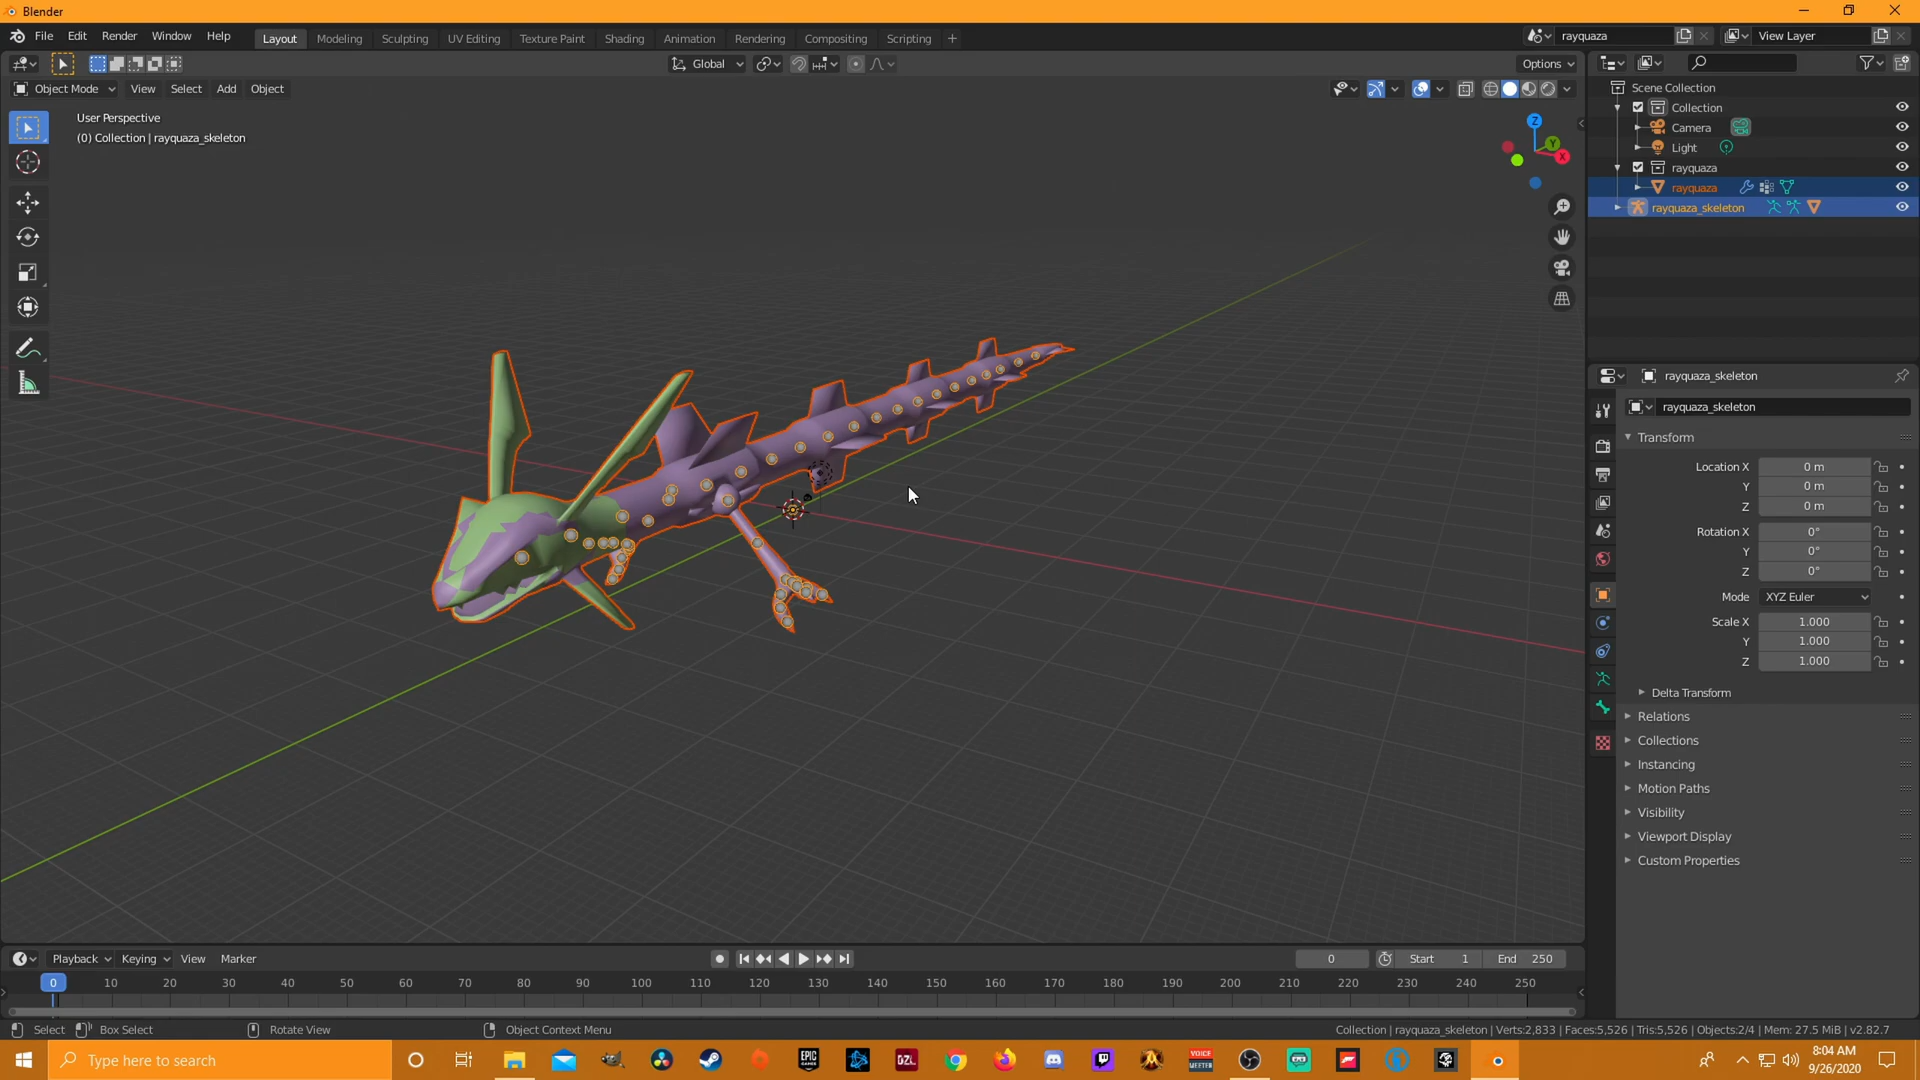 Blender
File Edit Render Window Help Layout Modeling Sculpting UV Editing Texture Paint Shading Animation Rendering Compositing Scripting + rayquaza View Layer
Global Options
Object Mode View Select Add Object
User Perspective
(0) Collection | rayquaza_skeleton
Z
Y
X
Scene Collection
Collection
Camera
Light
rayquaza
rayquaza
rayquaza_skeleton
rayquaza_skeleton
rayquaza_skeleton
Transform
Location X 0 m
Y 0 m
Z 0 m
Rotation X 0°
Y 0°
Z 0°
Mode XYZ Euler
Scale X 1.000
Y 1.000
Z 1.000
Delta Transform
Relations
Collections
Instancing
Motion Paths
Visibility
Viewport Display
Custom Properties
Playback Keying View Marker 0 Start 1 End 250
0 10 20 30 40 50 60 70 80 90 100 110 120 130 140 150 160 170 180 190 200 210 220 230 240 250
Select Box Select Rotate View Object Context Menu Collection | rayquaza_skeleton | Verts:2,833 | Faces:5,526 | Tris:5,526 | Objects:2/4 | Mem: 27.5 MiB | v2.82.7
Type here to search
EPIC GAMES
DZL
VOICE MEETER
8:04 AM
9/26/2020